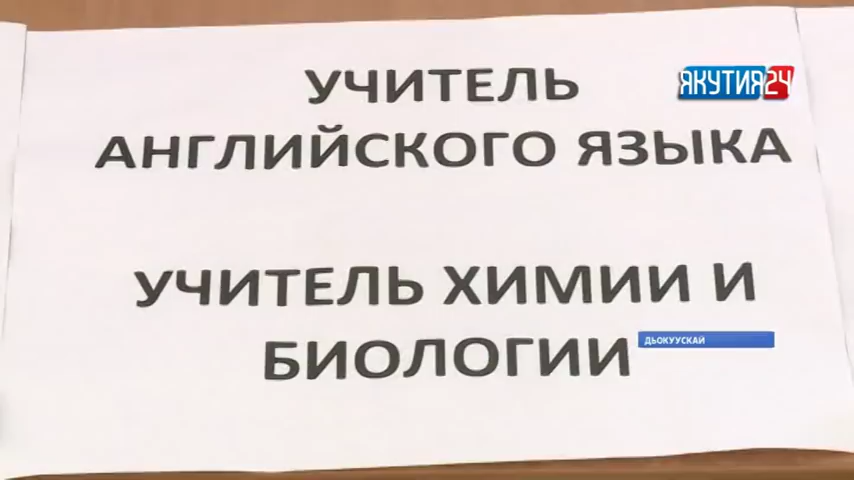 УЧИТЕЛЬ
ЯКУТИЯ24
АНГЛИЙСКОГО ЯЗЫКА
УЧИТЕЛЬ ХИМИИ И
БИОЛОГИИ
ДЬОКУУСКАЙ